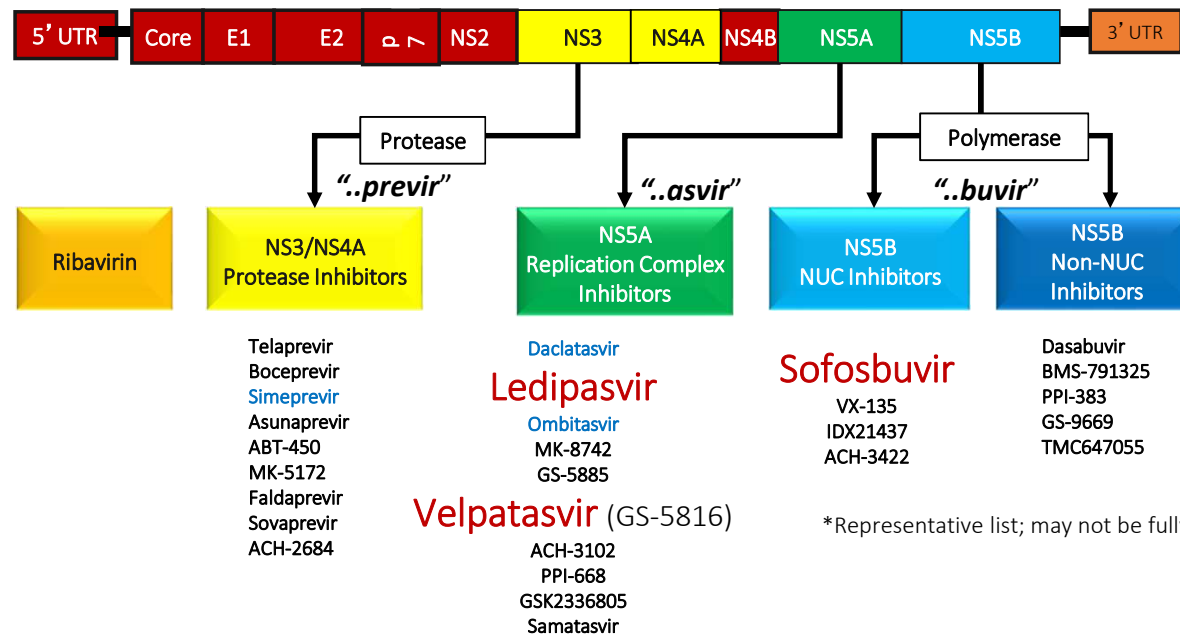 5' UTR
Core
E1
E2
p7
NS2
NS3
NS4A
NS4B
NS5A
NS5B
3' UTR
Protease
Polymerase
“..previr”
“..asvir”
“..buvir”
Ribavirin
NS3/NS4A
Protease Inhibitors
NS5A
Replication Complex
Inhibitors
NS5B
NUC Inhibitors
NS5B
Non-NUC
Inhibitors
Telaprevir
Boceprevir
Simeprevir
Asunaprevir
ABT-450
MK-5172
Faldaprevir
Sovaprevir
ACH-2684
Daclatasvir
Ledipasvir
Ombitasvir
MK-8742
GS-5885
Velpatasvir (GS-5816)
ACH-3102
PPI-668
GSK2336805
Samatasvir
Sofosbuvir
VX-135
IDX21437
ACH-3422
Dasabuvir
BMS-791325
PPI-383
GS-9669
TMC647055
*Representative list; may not be full